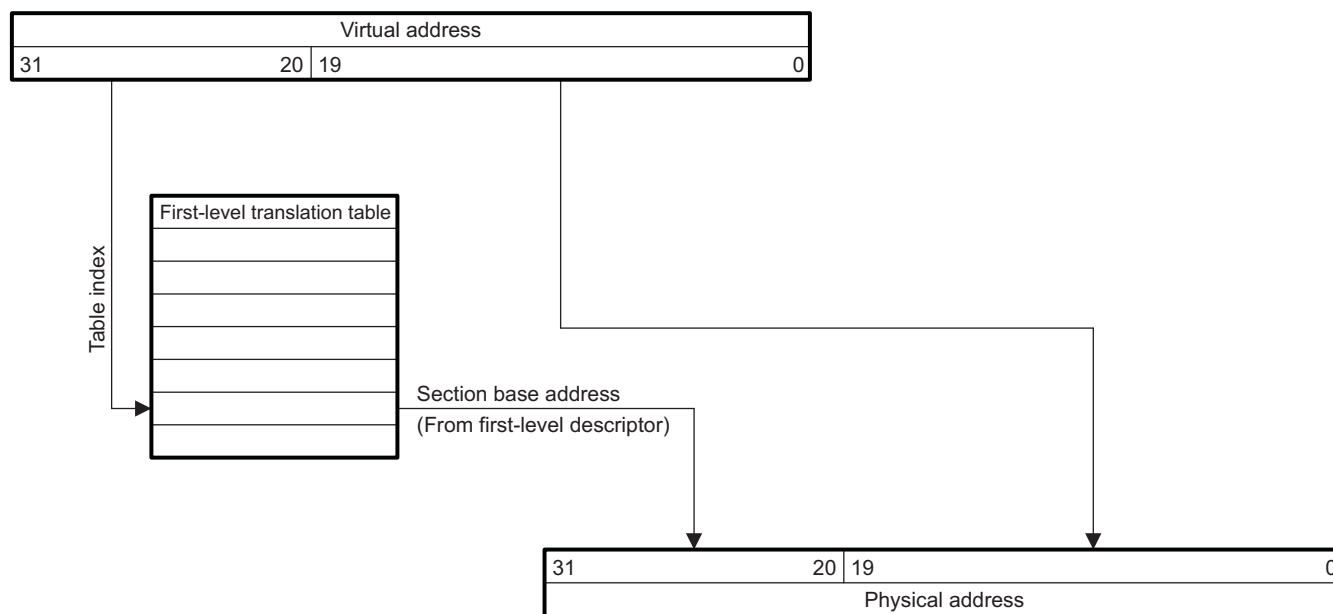 Virtual address
31 20 19 0
First-level translation table
Table index
Section base address
(From first-level descriptor)
31 20 19 0
Physical address